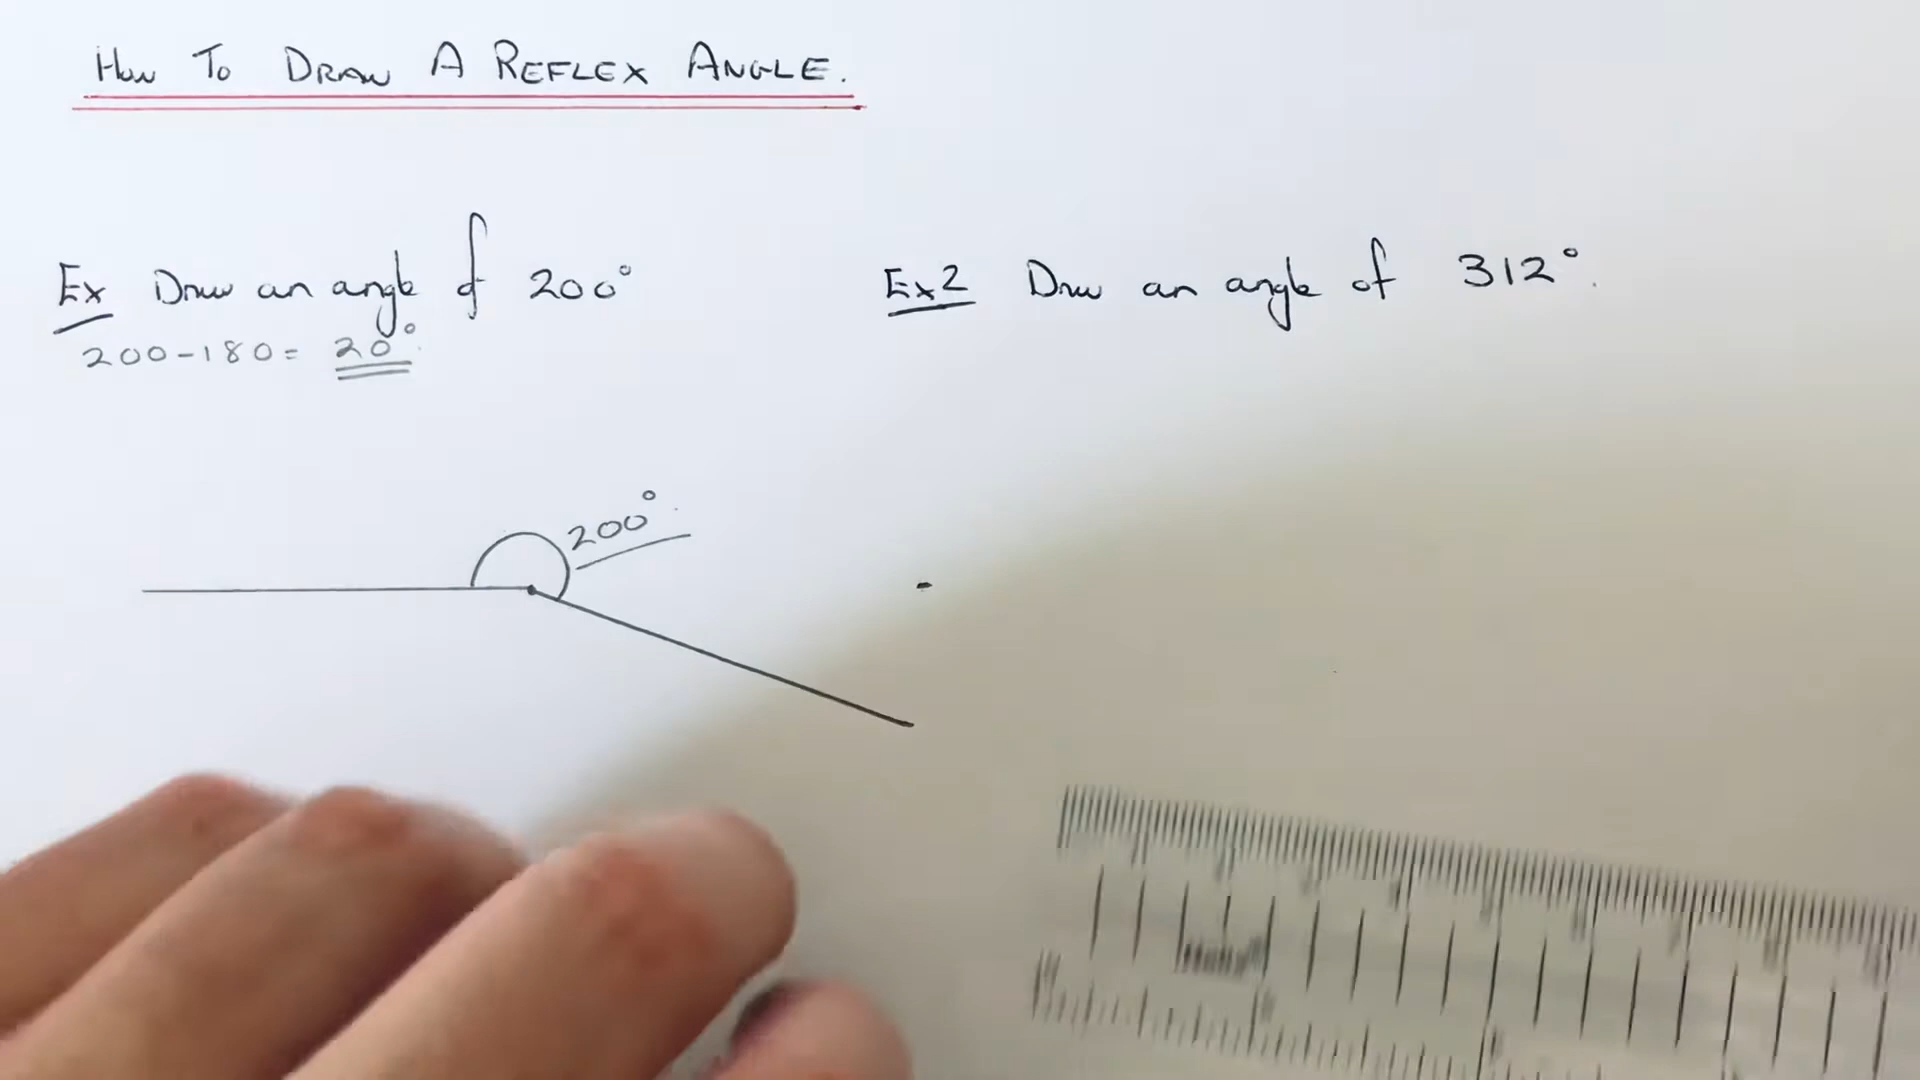 How To DRAW A REFLEX ANGLE.
Ex Draw an angle of 200°
200-180= 20°.
200°.
Ex2 Draw an angle of 312°.